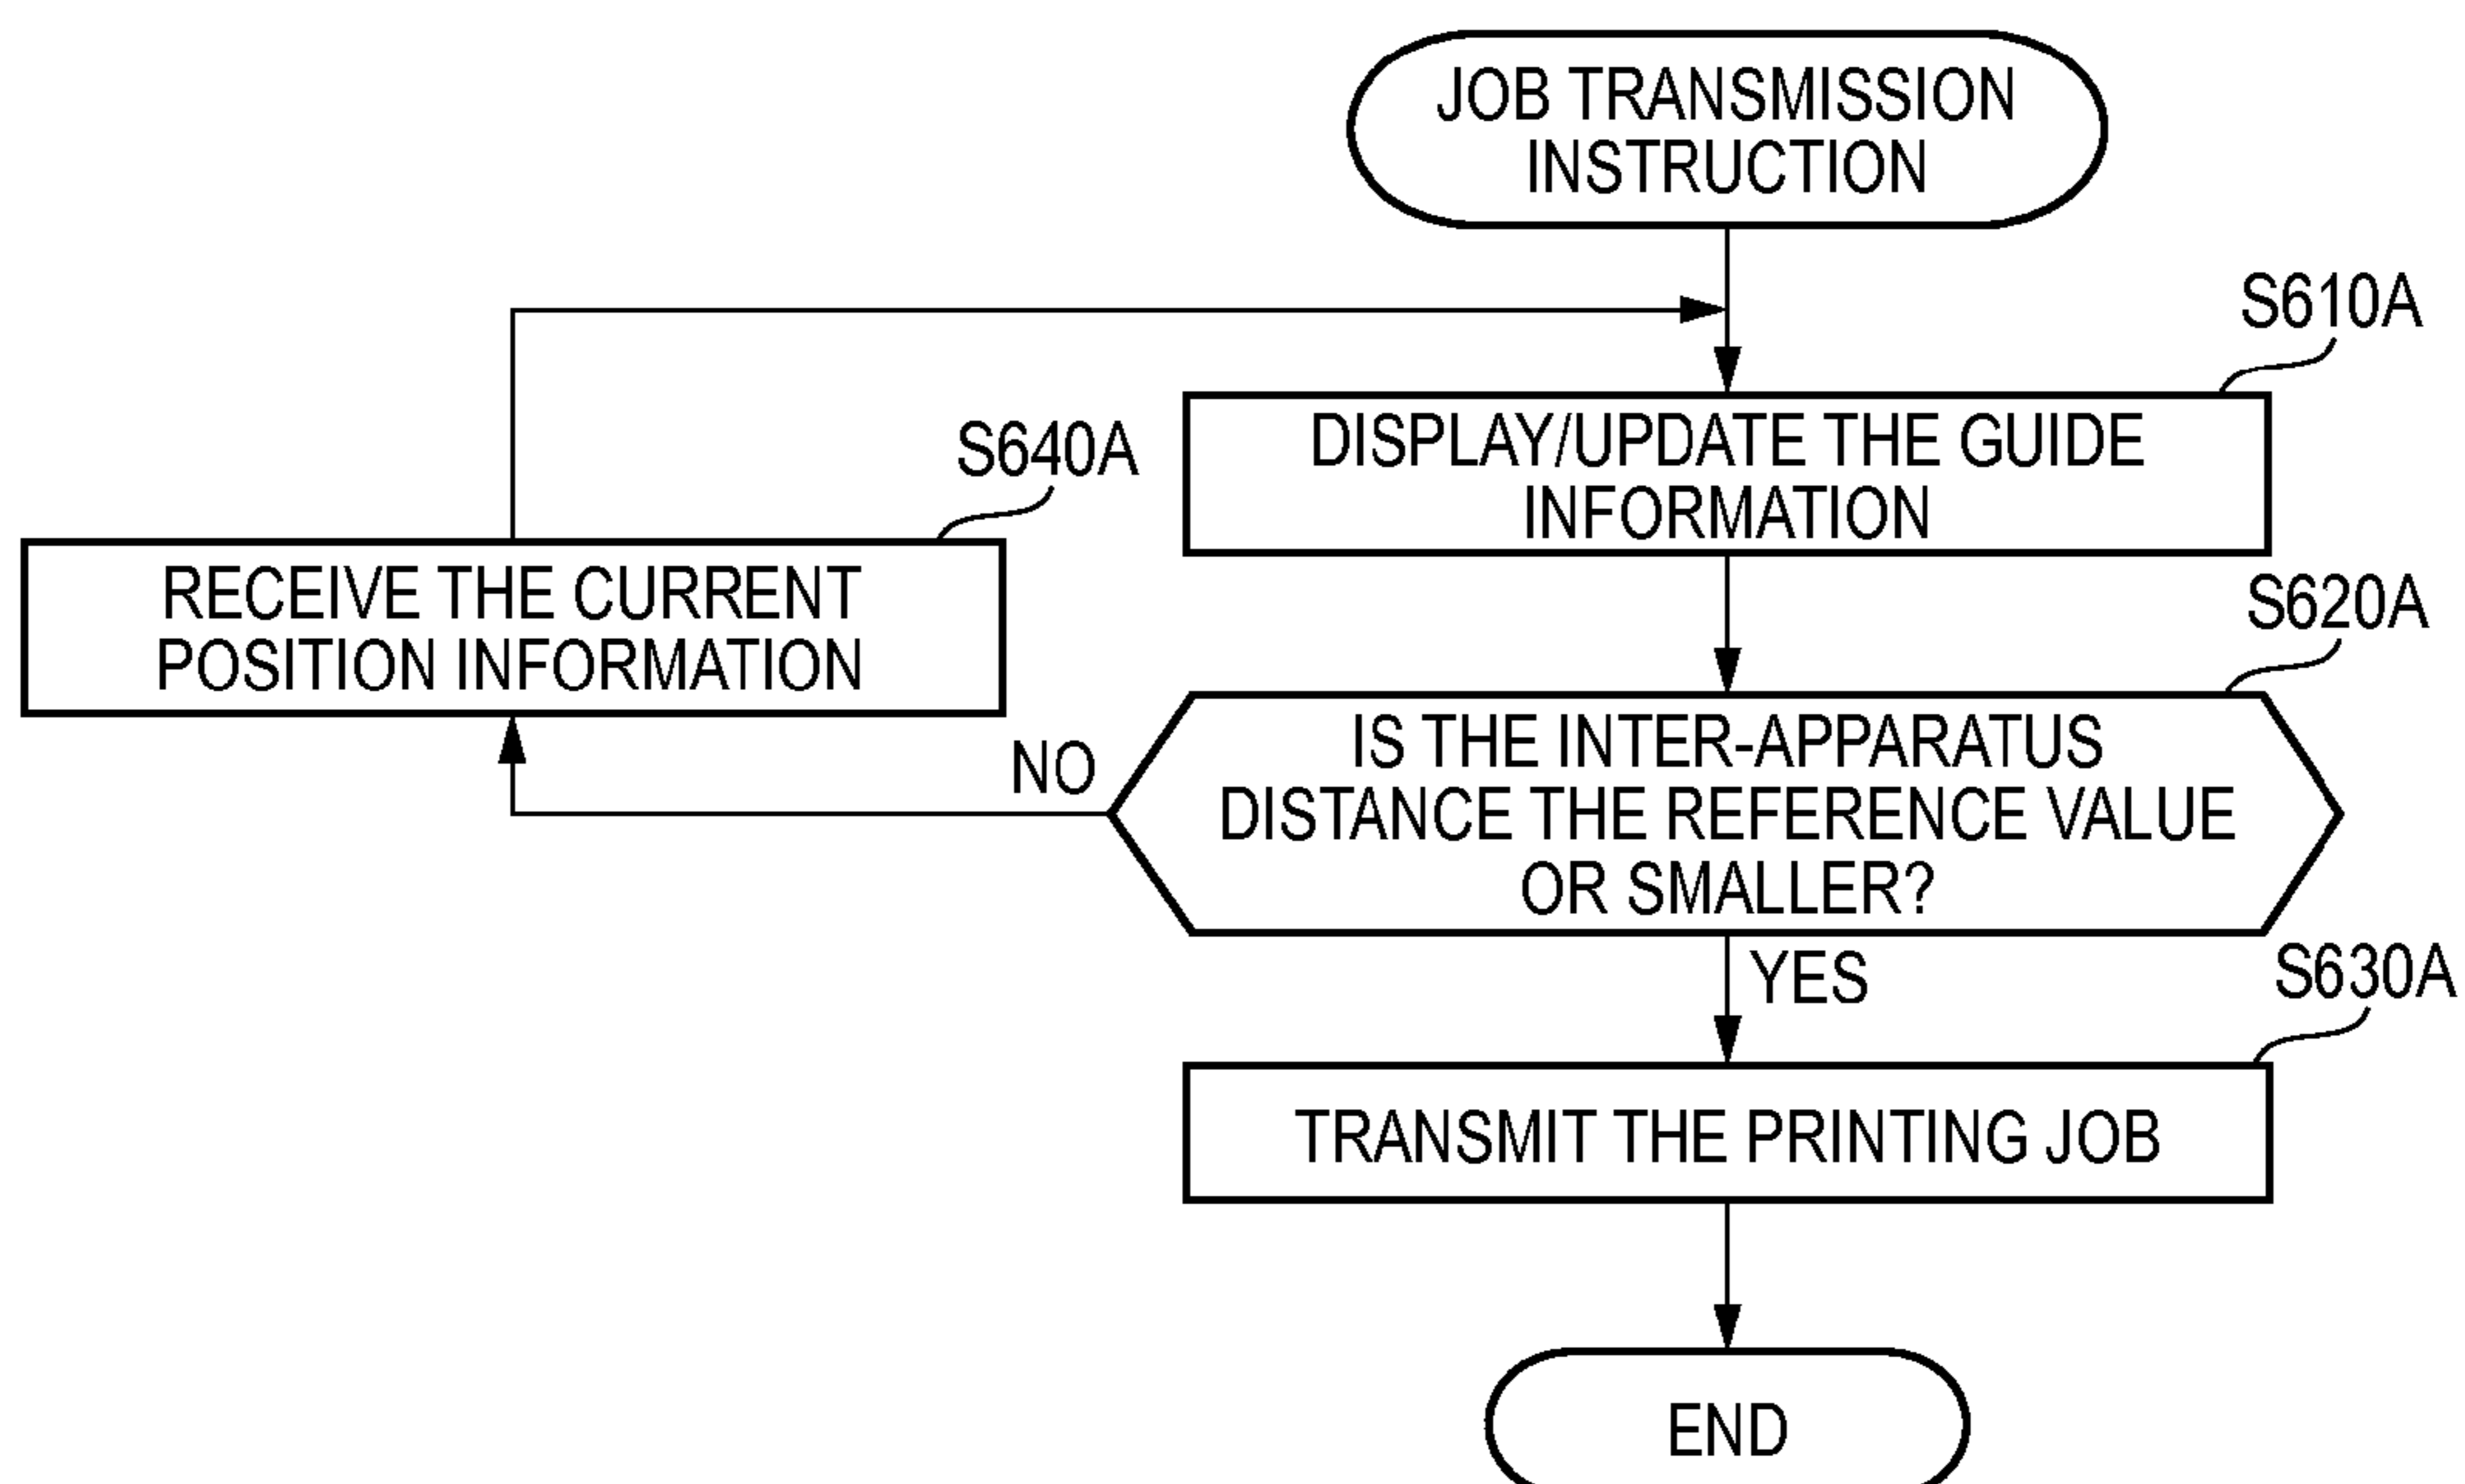 JOB TRANSMISSION
INSTRUCTION
S610A
DISPLAY/UPDATE THE GUIDE
INFORMATION
S640A
RECEIVE THE CURRENT
POSITION INFORMATION
S620A
IS THE INTER-APPARATUS
DISTANCE THE REFERENCE VALUE
OR SMALLER?
NO
YES
S630A
TRANSMIT THE PRINTING JOB
END